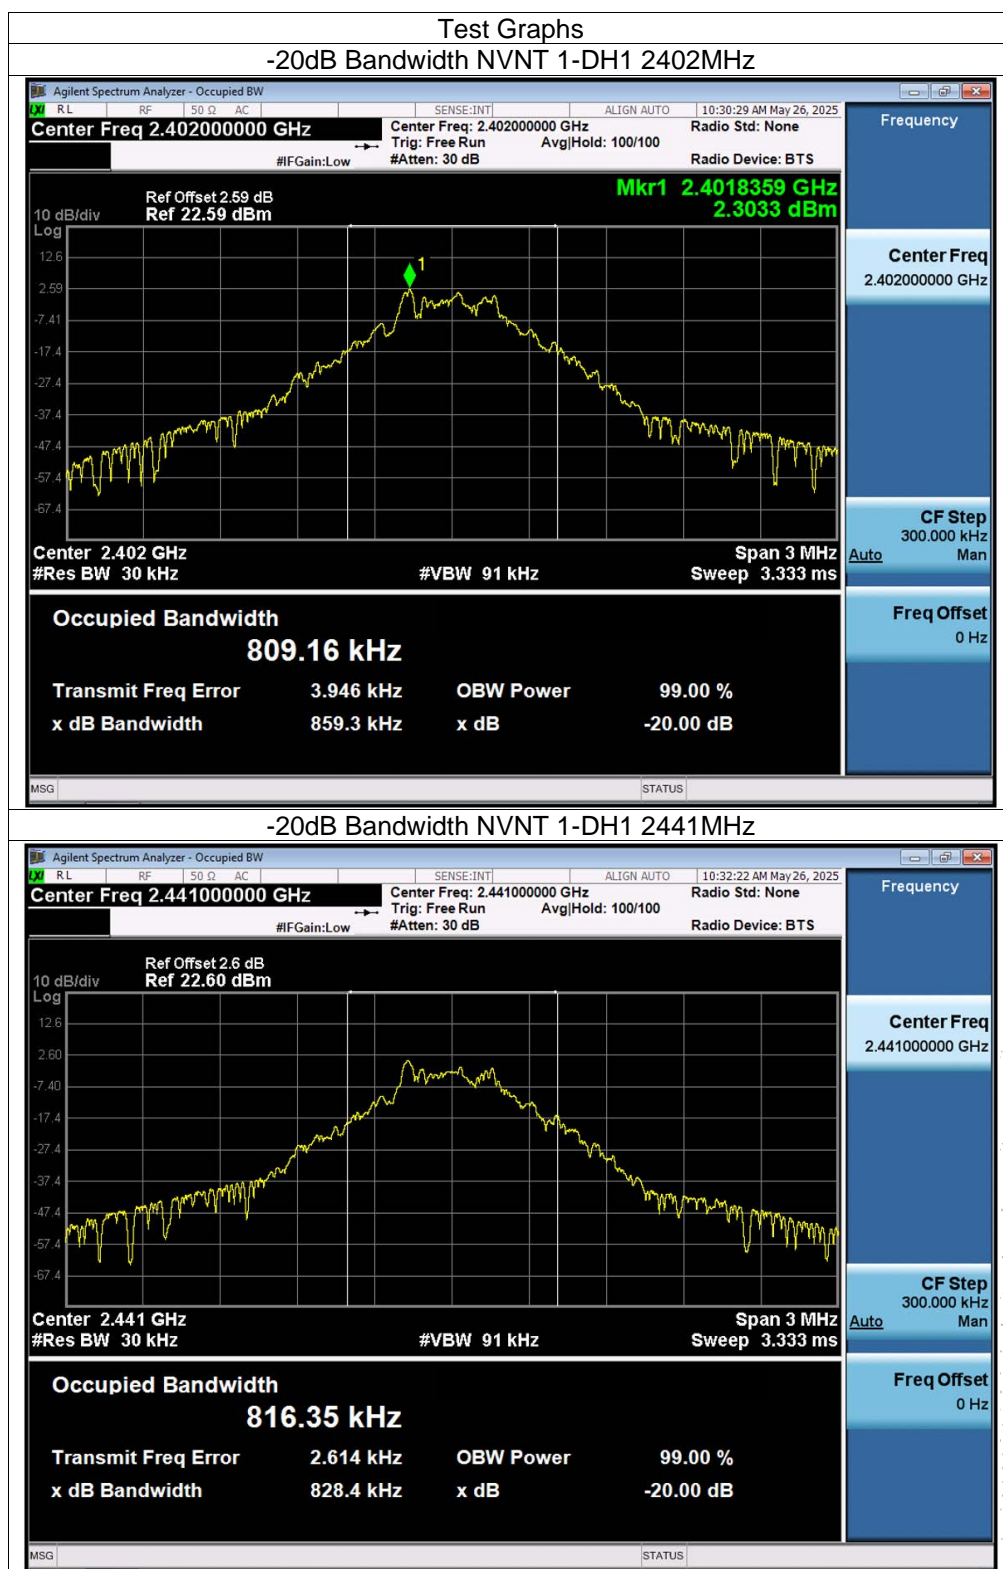 Test Graphs
-20dB Bandwidth NVNT 1-DH1 2402MHz
Agilent Spectrum Analyzer - Occupied BW
LXI RL RF 50 Ω AC SENSE:INT ALIGN AUTO 10:30:29 AM May 26, 2025
Center Freq 2.402000000 GHz
Center Freq: 2.402000000 GHz Radio Std: None
Trig: Free Run Avg|Hold: 100/100
#IFGain:Low #Atten: 30 dB Radio Device: BTS
Frequency
Mkr1 2.4018359 GHz
2.3033 dBm
Ref Offset 2.59 dB
10 dB/div Ref 22.59 dBm
Log
12.6
1
2.59
-7.41
-17.4
-27.4
-37.4
-47.4
-57.4
-67.4
Center Freq
2.402000000 GHz
CF Step
300.000 kHz
Auto Man
Center 2.402 GHz Span 3 MHz
#Res BW 30 kHz #VBW 91 kHz Sweep 3.333 ms
Freq Offset
0 Hz
Occupied Bandwidth
809.16 kHz
Transmit Freq Error 3.946 kHz OBW Power 99.00 %
x dB Bandwidth 859.3 kHz x dB -20.00 dB
MSG STATUS
-20dB Bandwidth NVNT 1-DH1 2441MHz
Agilent Spectrum Analyzer - Occupied BW
LXI RL RF 50 Ω AC SENSE:INT ALIGN AUTO 10:32:22 AM May 26, 2025
Center Freq 2.441000000 GHz
Center Freq: 2.441000000 GHz Radio Std: None
Trig: Free Run Avg|Hold: 100/100
#IFGain:Low #Atten: 30 dB Radio Device: BTS
Frequency
Ref Offset 2.6 dB
10 dB/div Ref 22.60 dBm
Log
12.6
2.60
-7.40
-17.4
-27.4
-37.4
-47.4
-57.4
-67.4
Center Freq
2.441000000 GHz
CF Step
300.000 kHz
Auto Man
Center 2.441 GHz Span 3 MHz
#Res BW 30 kHz #VBW 91 kHz Sweep 3.333 ms
Freq Offset
0 Hz
Occupied Bandwidth
816.35 kHz
Transmit Freq Error 2.614 kHz OBW Power 99.00 %
x dB Bandwidth 828.4 kHz x dB -20.00 dB
MSG STATUS